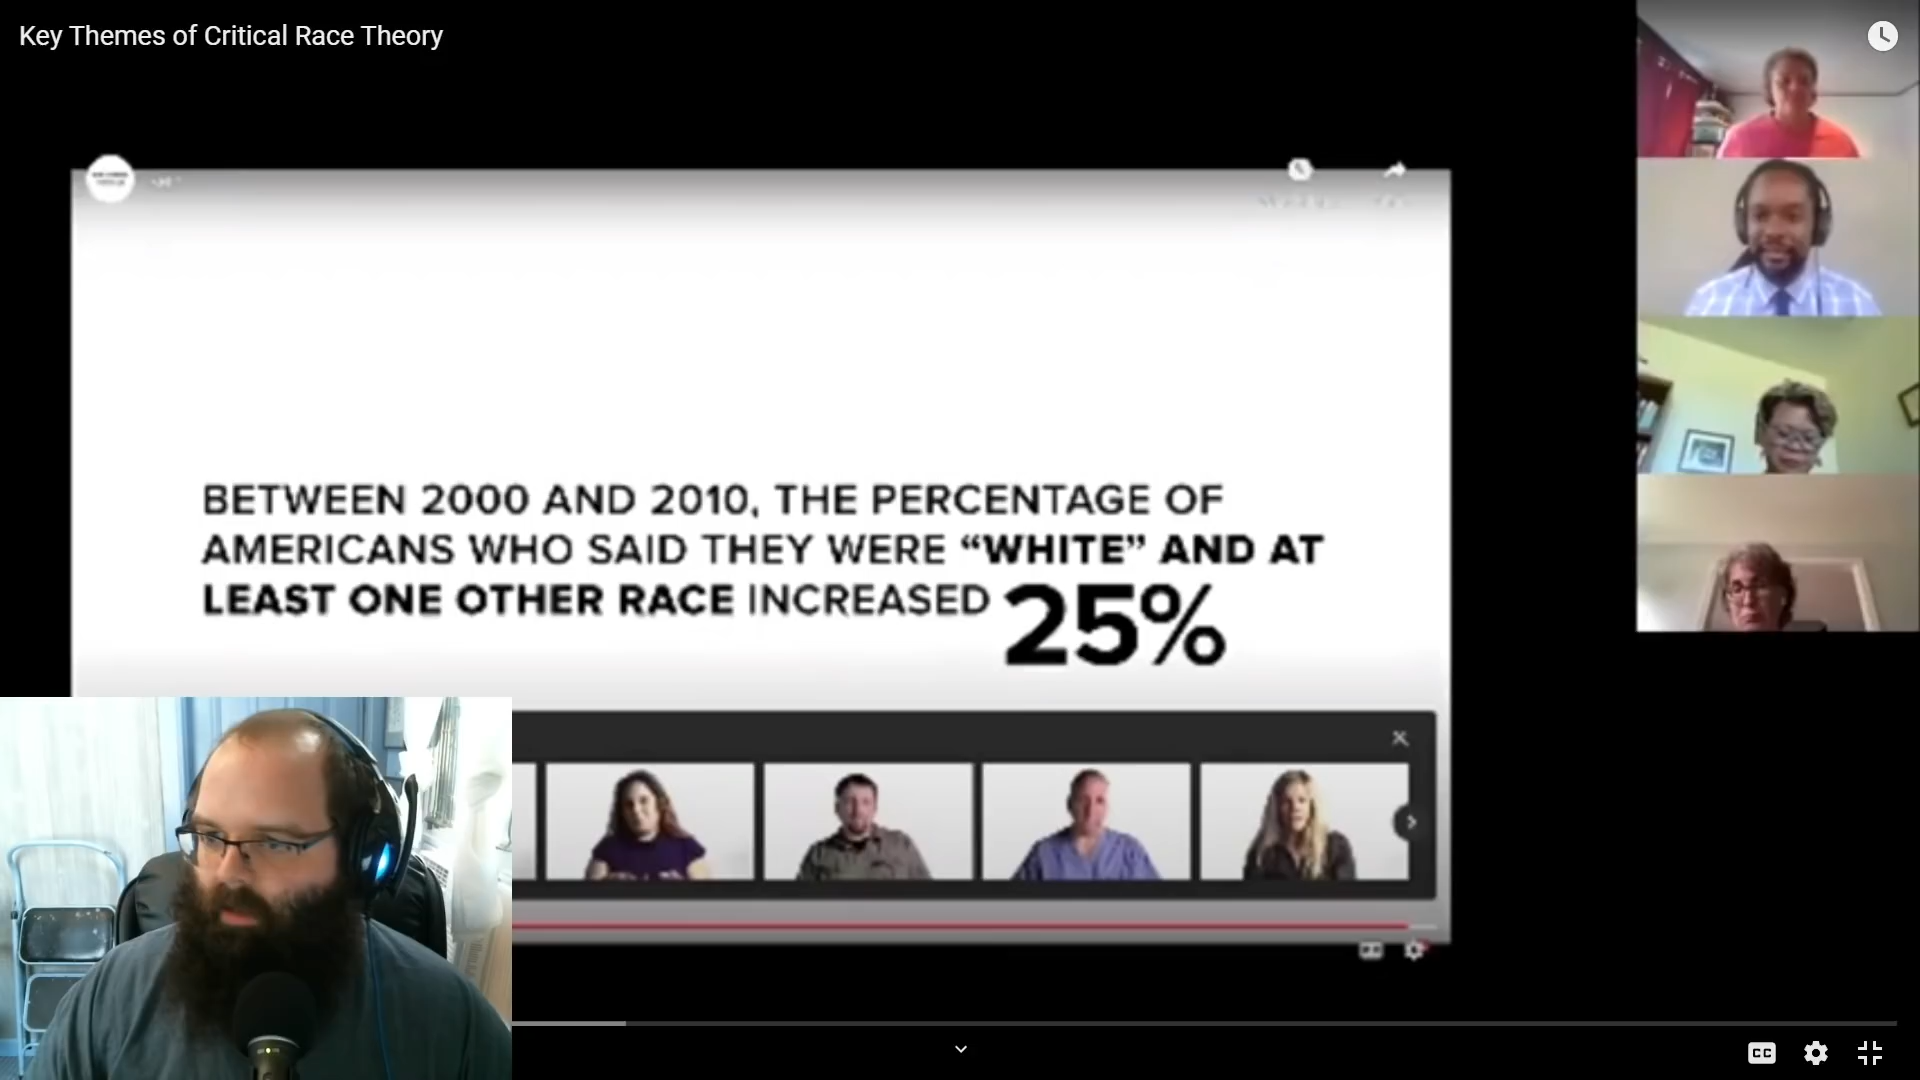 Key Themes of Critical Race Theory
BETWEEN 2000 AND 2010, THE PERCENTAGE OF
AMERICANS WHO SAID THEY WERE “WHITE” AND AT
LEAST ONE OTHER RACE INCREASED 25%
CC